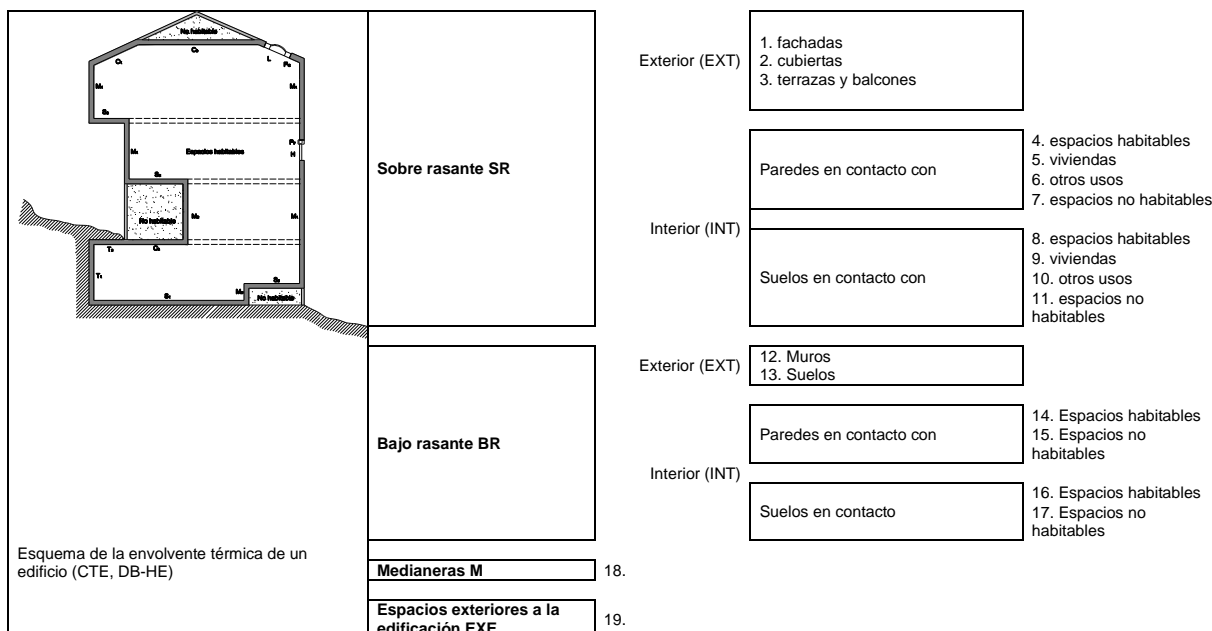 No habitable
C₁
L
M₁
M₁
Espacios habitables
H
No habitable
T₁
S₁
No habitable
Esquema de la envolvente térmica de un
edificio (CTE, DB-HE)
Sobre rasante SR
Exterior (EXT)
1. fachadas
2. cubiertas
3. terrazas y balcones
Interior (INT)
Paredes en contacto con
4. espacios habitables
5. viviendas
6. otros usos
7. espacios no habitables
Suelos en contacto con
8. espacios habitables
9. viviendas
10. otros usos
11. espacios no
habitables
Bajo rasante BR
Exterior (EXT)
12. Muros
13. Suelos
Interior (INT)
Paredes en contacto con
14. Espacios habitables
15. Espacios no
habitables
Suelos en contacto
16. Espacios habitables
17. Espacios no
habitables
Medianeras M
18.
Espacios exteriores a la
edificación EXE
19.